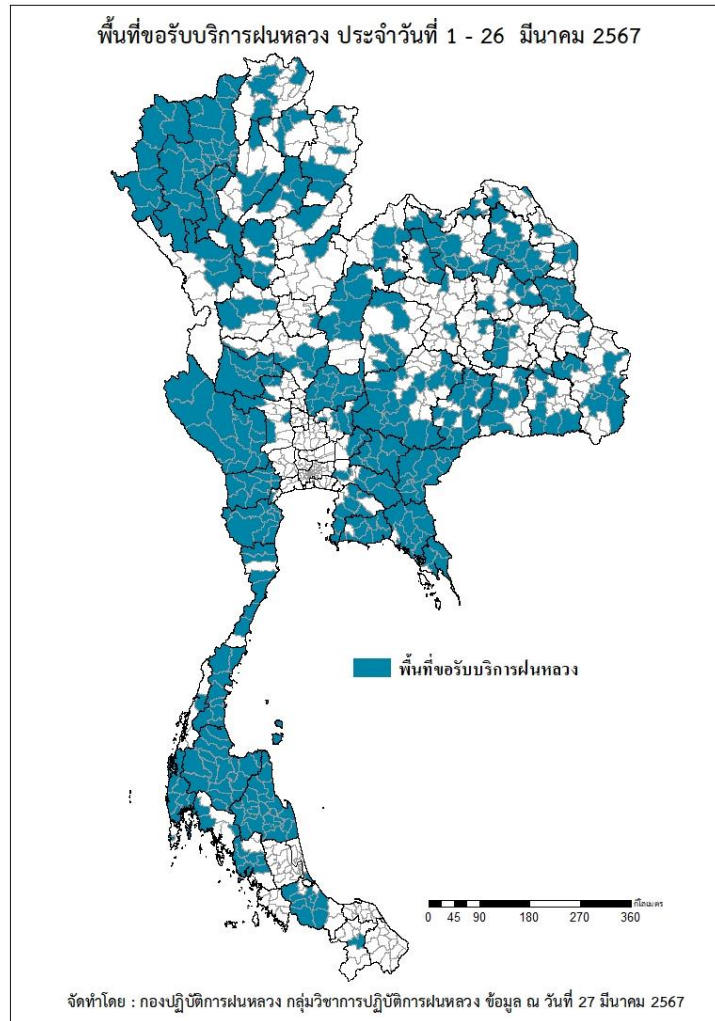 พื้นที่ขอรับบริการฝนหลวง ประจำวันที่ 1 - 26 มีนาคม 2567
พื้นที่ขอรับบริการฝนหลวง
กิโลเมตร
0 45 90 180 270 360
จัดทำโดย : กองปฏิบัติการฝนหลวง กลุ่มวิชาการปฏิบัติการฝนหลวง ข้อมูล ณ วันที่ 27 มีนาคม 2567